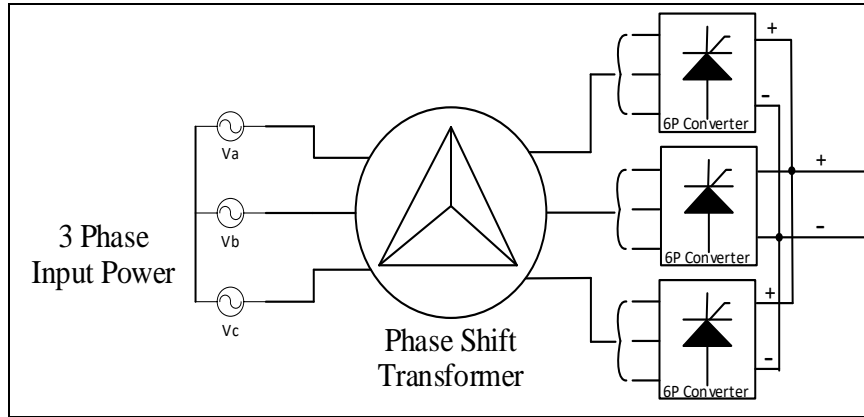 3 Phase
Input Power
Va
Vb
Vc
Phase Shift
Transformer
+
-
6P Converter
+
-
6P Converter
+
-
6P Converter